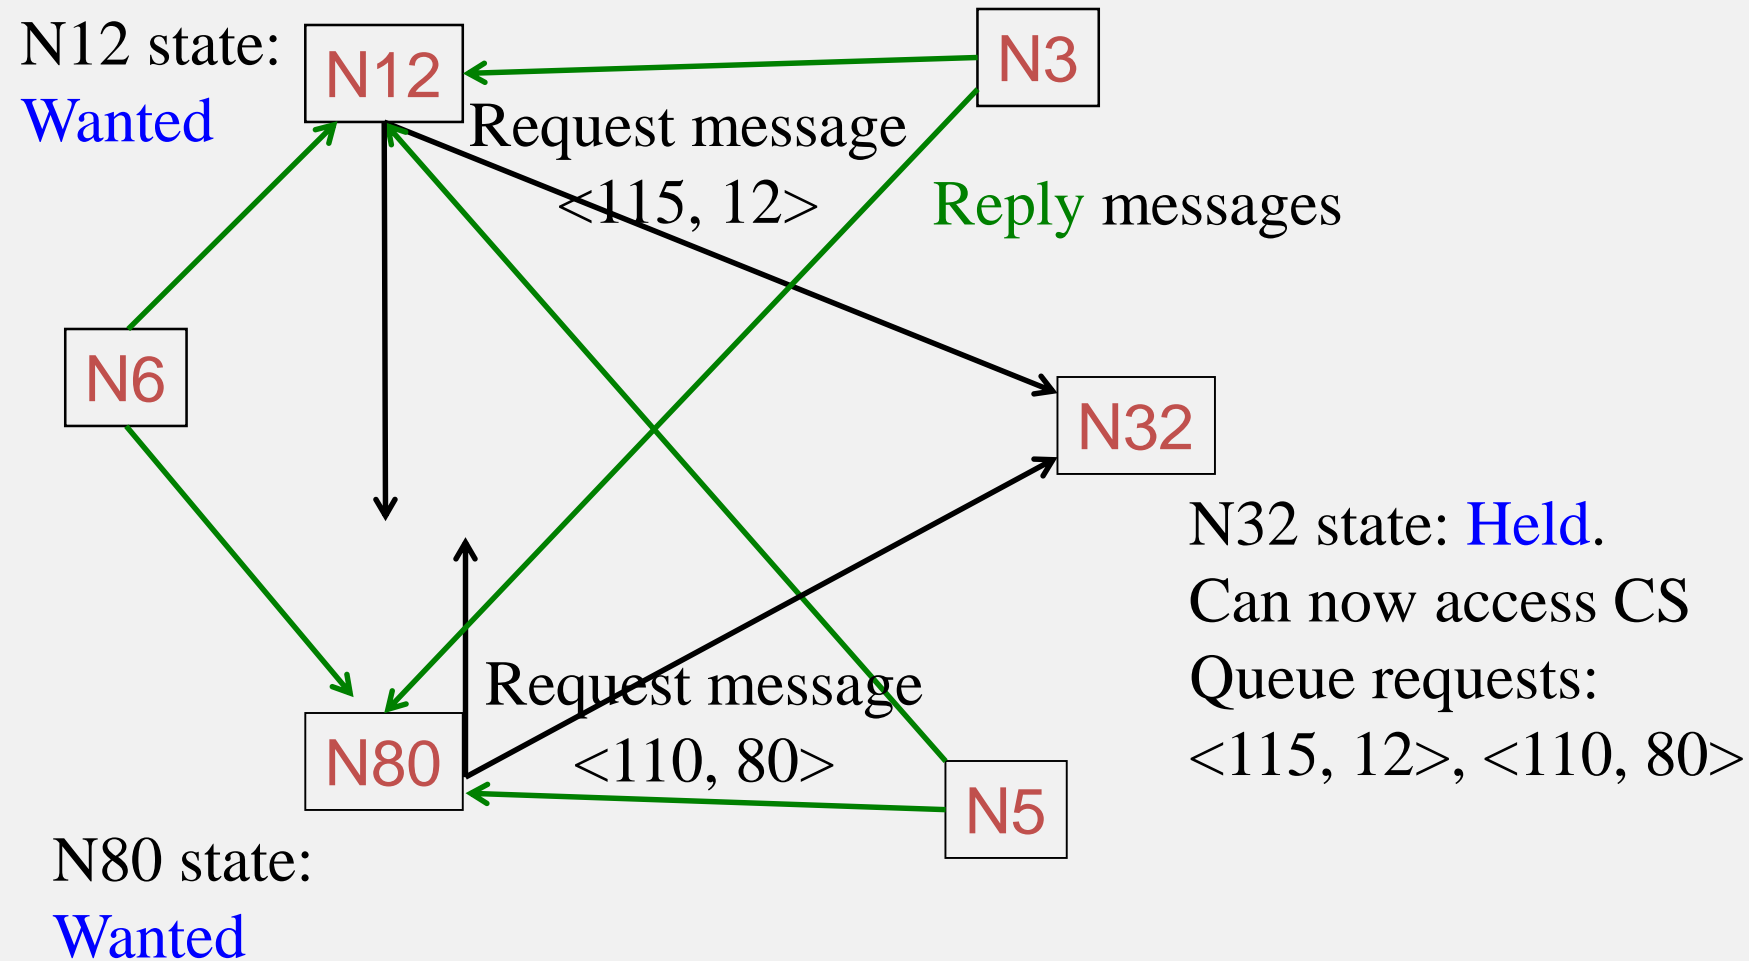 N12 state:
Wanted
N12
N3
Request message
<115, 12>
Reply messages
N6
N32
N32 state: Held.
Can now access CS
Queue requests:
<115, 12>, <110, 80>
Request message
<110, 80>
N80
N5
N80 state:
Wanted